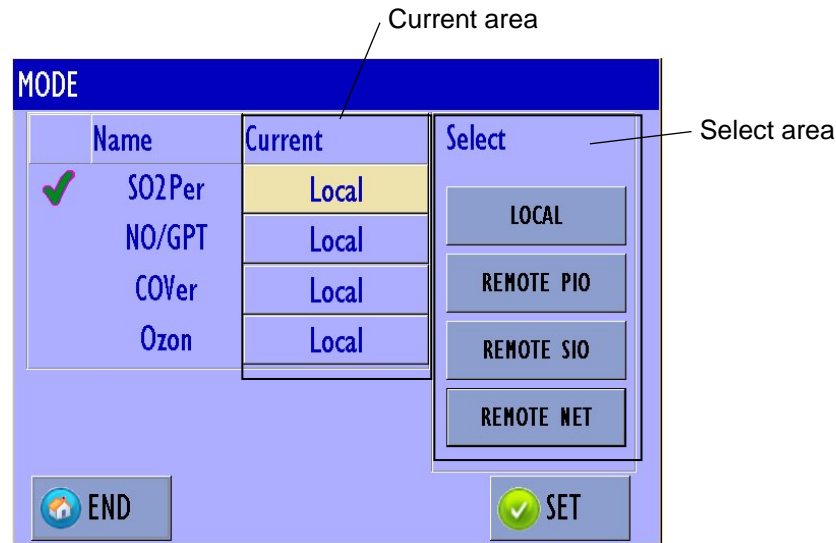 Current area
MODE
Name Current Select
Select area
SO2Per Local
LOCAL
NO/GPT Local
REMOTE PIO
COVer Local
Ozon Local
REMOTE SIO
REMOTE NET
END SET